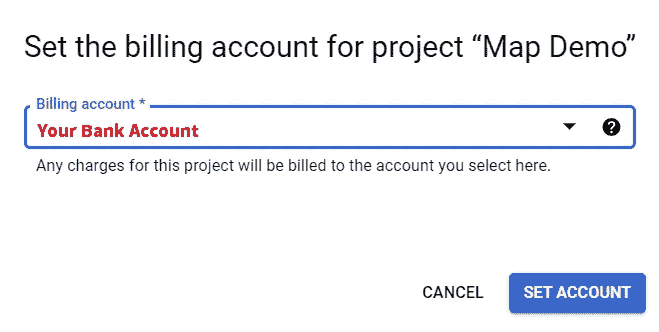 Set the billing account for project “Map Demo”
Billing account *
Your Bank Account
Any charges for this project will be billed to the account you select here.
CANCEL SET ACCOUNT